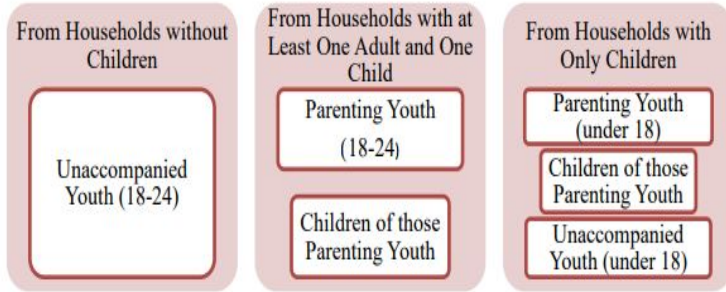 From Households without
Children
Unaccompanied
Youth (18-24)
From Households with at
Least One Adult and One
Child
Parenting Youth
(18-24)
Children of those
Parenting Youth
From Households with
Only Children
Parenting Youth
(under 18)
Children of those
Parenting Youth
Unaccompanied
Youth (under 18)